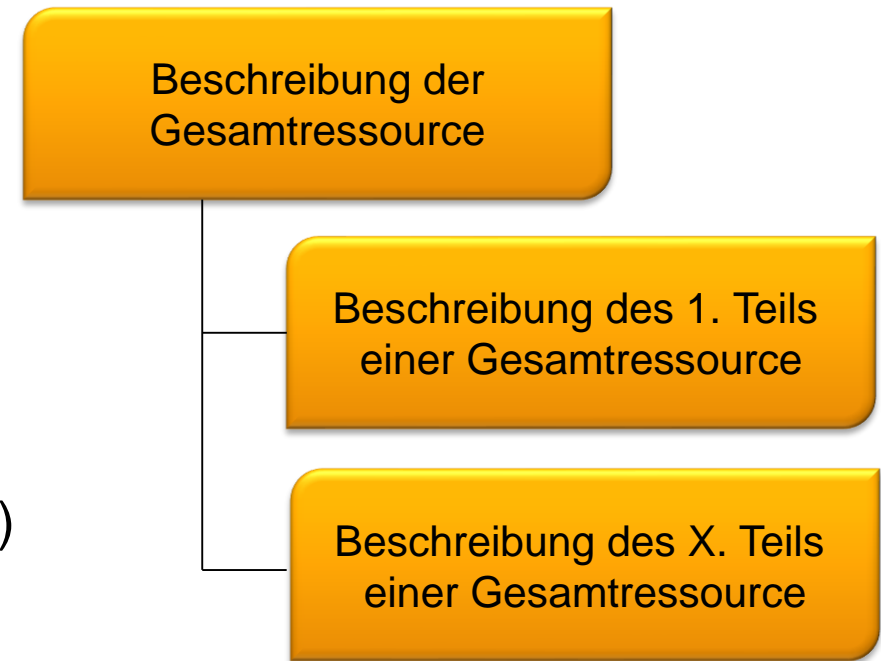 Beschreibung der
Gesamtressource
Beschreibung des 1. Teils
einer Gesamtressource
)
Beschreibung des X. Teils
einer Gesamtressource